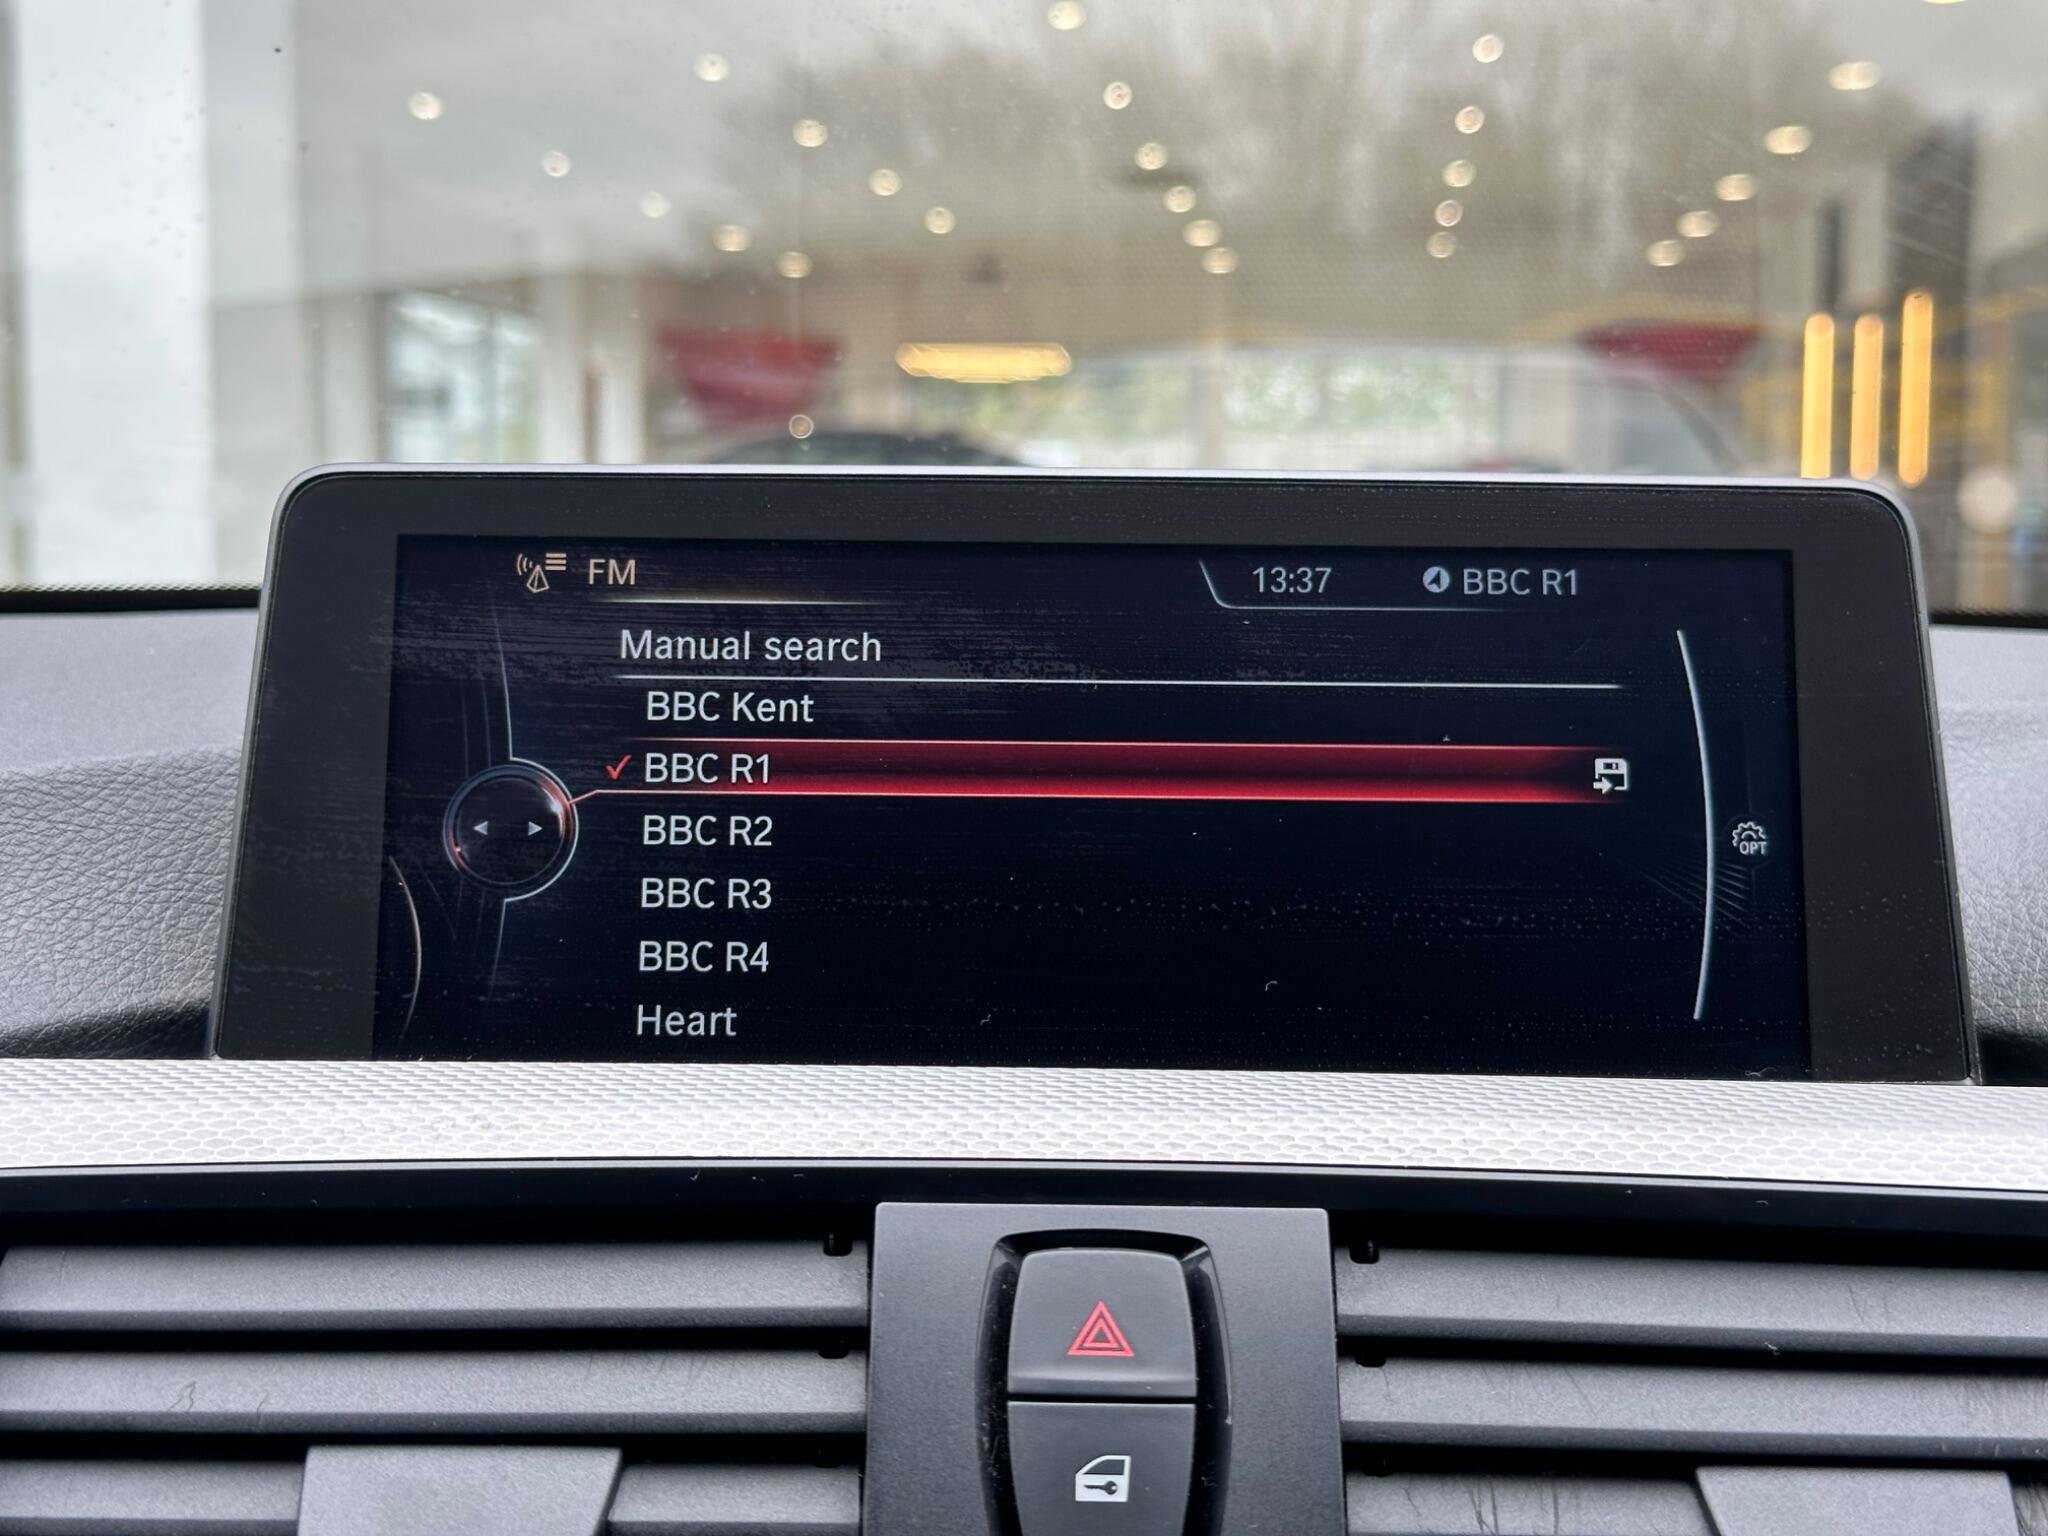 FM
13:37 BBC R1
Manual search
BBC Kent
BBC R1
BBC R2
BBC R3
BBC R4
Heart
OPT